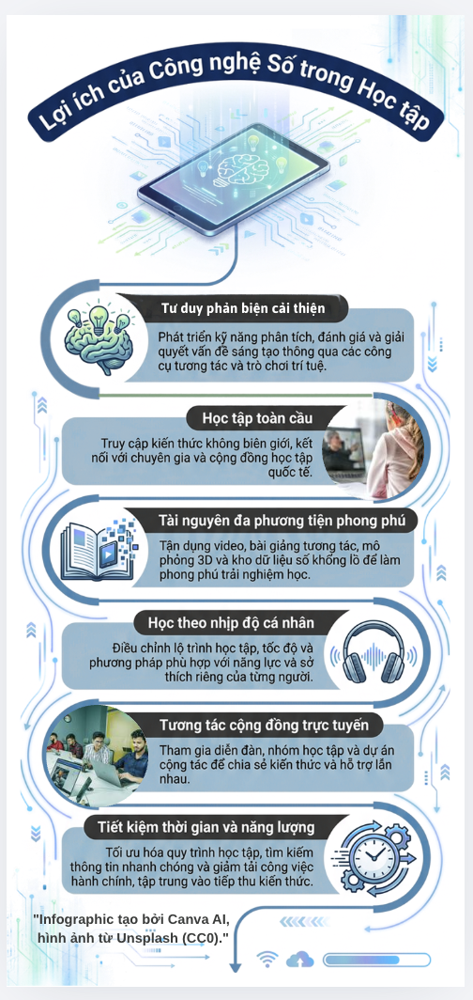 Lợi ích của Công nghệ Số trong Học tập
Tư duy phản biện cải thiện
Phát triển kỹ năng phân tích, đánh giá và giải
quyết vấn đề sáng tạo thông qua các công
cụ tương tác và trò chơi trí tuệ.
Học tập toàn cầu
Truy cập kiến thức không biên giới, kết
nối với chuyên gia và cộng đồng học tập
quốc tế.
Tài nguyên đa phương tiện phong phú
Tận dụng video, bài giảng tương tác, mô
phỏng 3D và kho dữ liệu số khổng lồ để làm
phong phú trải nghiệm học.
Học theo nhịp độ cá nhân
Điều chỉnh lộ trình học tập, tốc độ và
phương pháp phù hợp với năng lực và sở
thích riêng của từng người.
Tương tác cộng đồng trực tuyến
Tham gia diễn đàn, nhóm học tập và dự án
cộng tác để chia sẻ kiến thức và hỗ trợ lẫn
nhau.
Tiết kiệm thời gian và năng lượng
Tối ưu hóa quy trình học tập, tìm kiếm
thông tin nhanh chóng và giảm tải công việc
hành chính, tập trung vào tiếp thu kiến thức.
"Infographic tạo bởi Canva AI,
hình ảnh từ Unsplash (CC0)."